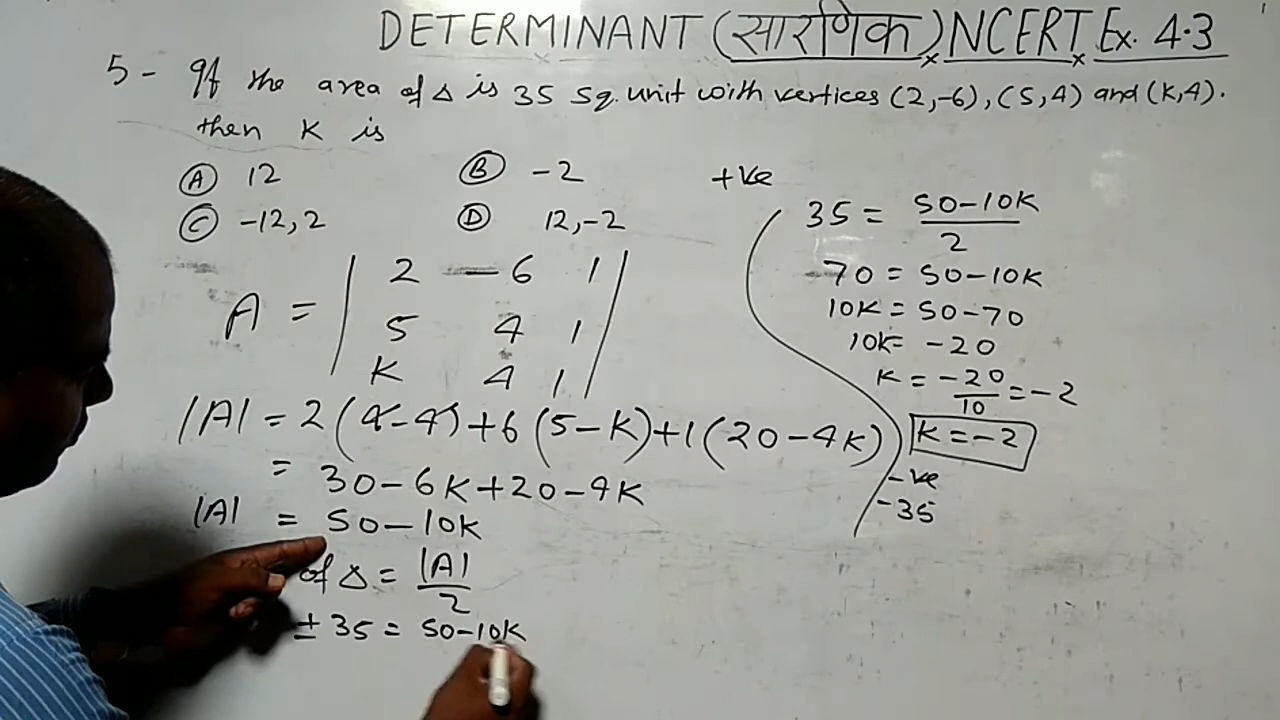 DETERMINANT (सारणिक) NCERT Ex. 4.3
5 - If the area of Δ is 35 Sq. unit with vertices (2,-6), (5,4) and (K,4).
then K is
(A) 12
(B) -2
(C) -12, 2
(D) 12, -2
A = | 2 -6 1 |
5 4 1
K 4 1
|A| = 2(4-4)+6(5-K)+1(20-4K)
= 30-6K+20-4K
|A| = 50-10K
of Δ = |A|/2
± 35 = 50-10K
+ve
35 = 50-10K/2
70 = 50-10K
10K = 50-70
10K = -20
K = -20/10 = -2
K = -2
-ve
-35